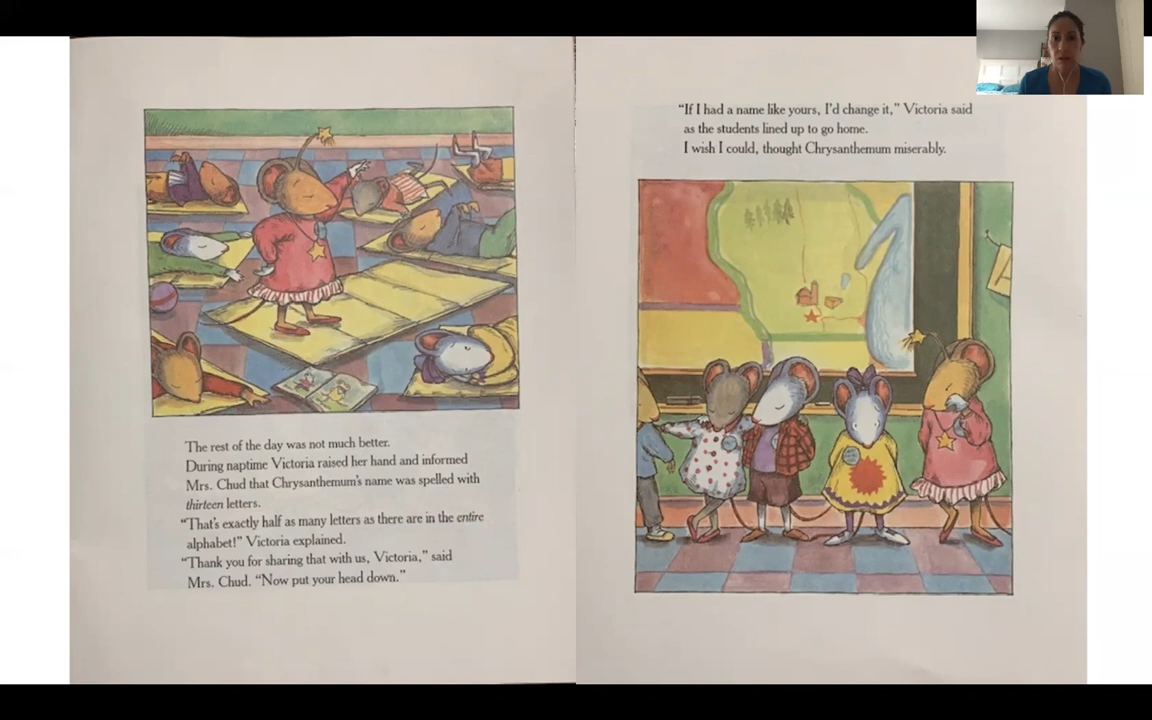 The rest of the day was not much better.
During naptime Victoria raised her hand and informed
Mrs. Chud that Chrysanthemum's name was spelled with
thirteen letters.
"That's exactly half as many letters as there are in the entire
alphabet!" Victoria explained.
"Thank you for sharing that with us, Victoria," said
Mrs. Chud. "Now put your head down."
"If I had a name like yours, I'd change it," Victoria said
as the students lined up to go home.
I wish I could, thought Chrysanthemum miserably.